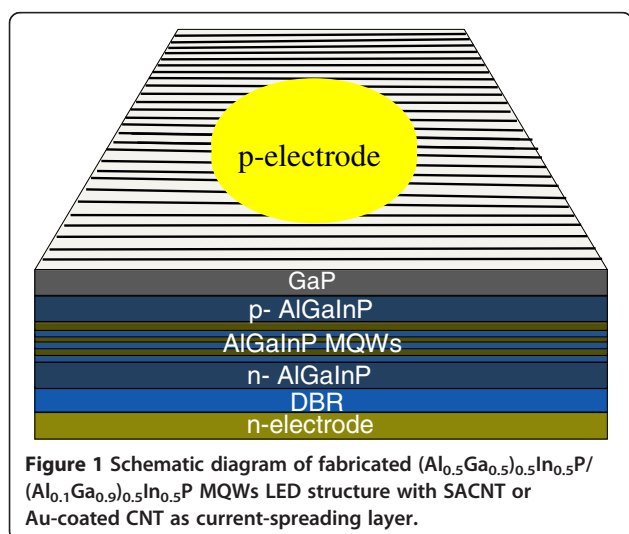 p-electrode
GaP
p- AlGaInP
AlGaInP MQWs
n- AlGaInP
DBR
n-electrode
Figure 1 Schematic diagram of fabricated (Al0.5Ga0.5)0.5In0.5P/
(Al0.1Ga0.9)0.5In0.5P MQWs LED structure with SACNT or
Au-coated CNT as current-spreading layer.